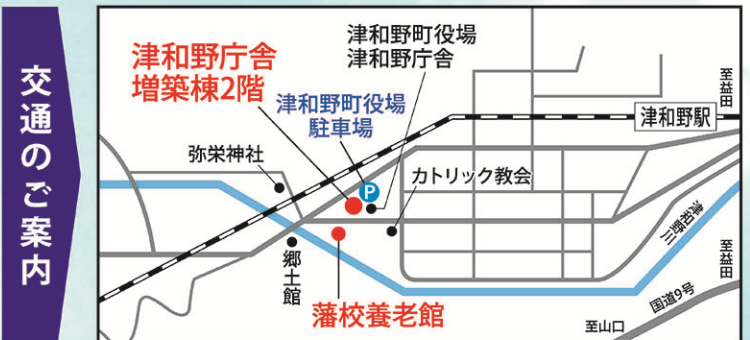 交通のご案内
津和野庁舎
増築棟2階
津和野町役場
津和野庁舎
津和野町役場
駐車場
P
至益田
津和野駅
弥栄神社
カトリック教会
津和野川
郷土館
藩校養老館
至益田
国道9号
至山口